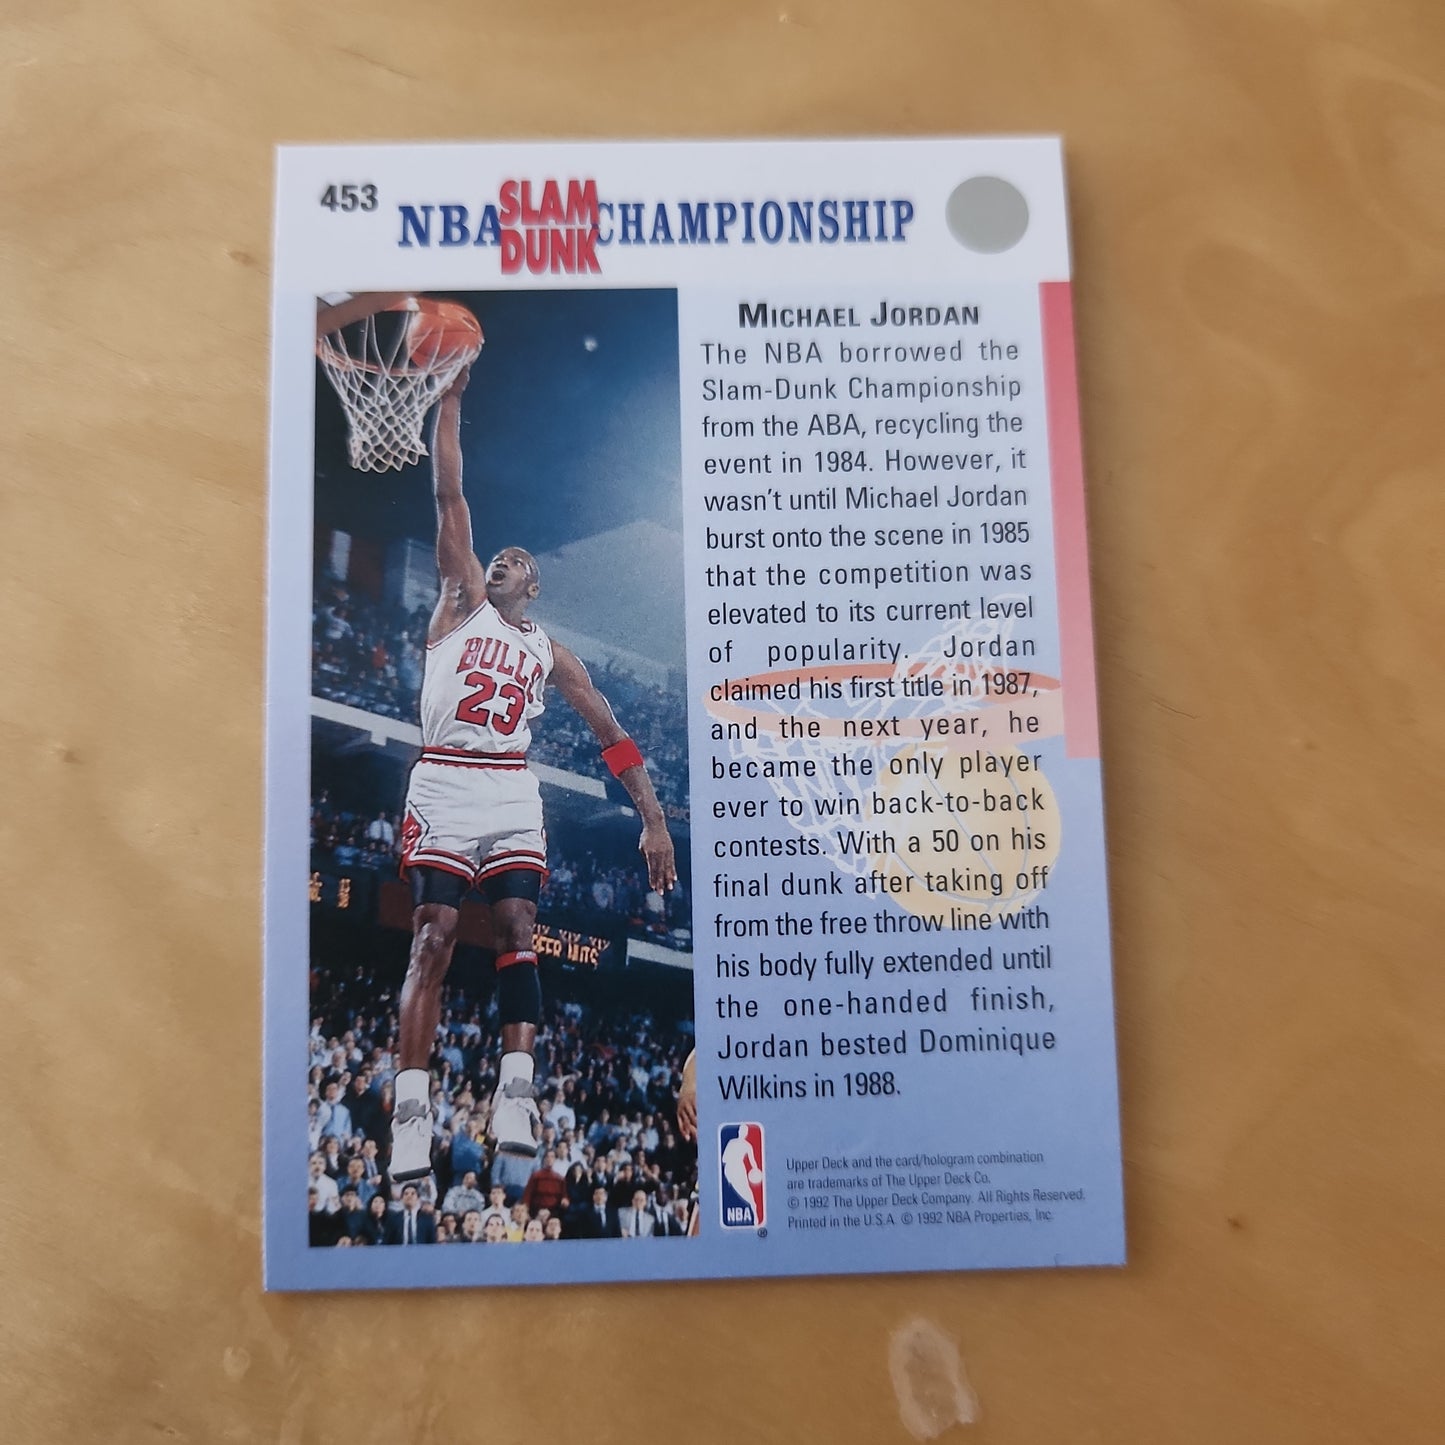 453
NBA SLAM DUNK CHAMPIONSHIP
MICHAEL JORDAN
The NBA borrowed the
Slam-Dunk Championship
from the ABA, recycling the
event in 1984. However, it
wasn't until Michael Jordan
burst onto the scene in 1985
that the competition was
elevated to its current level
of popularity. Jordan
claimed his first title in 1987,
and the next year, he
became the only player
ever to win back-to-back
contests. With a 50 on his
final dunk after taking off
from the free throw line with
his body fully extended until
the one-handed finish,
Jordan bested Dominique
Wilkins in 1988.
BULLS
23
NBA
®
Upper Deck and the card/hologram combination
are trademarks of The Upper Deck Co.
© 1992 The Upper Deck Company. All Rights Reserved.
Printed in the U.S.A. © 1992 NBA Properties, Inc.